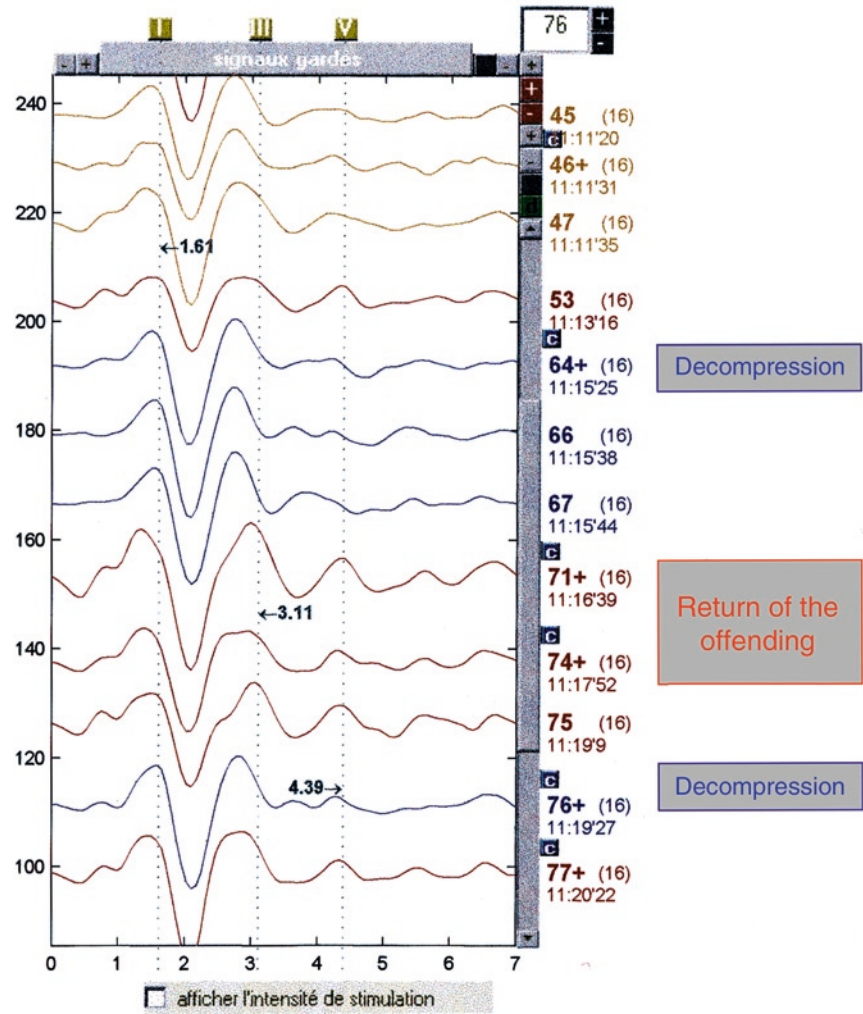 I III V
76
+
-
signaux gardés
- + - +
+
-
+
-
240
220
200
180
160
140
120
100
45 (16)
c
46+ (16)
11:11'31
47 (16)
11:11'35
←1.61
53 (16)
11:13'16
c
64+ (16)
11:15'25
Decompression
66 (16)
11:15'38
67 (16)
11:15'44
c
71+ (16)
11:16'39
Return of the
offending
←3.11
c
74+ (16)
11:17'52
75 (16)
11:19'9
4.39→
c
76+ (16)
11:19'27
Decompression
c
77+ (16)
11:20'22
0 1 2 3 4 5 6 7
afficher l'intensité de stimulation